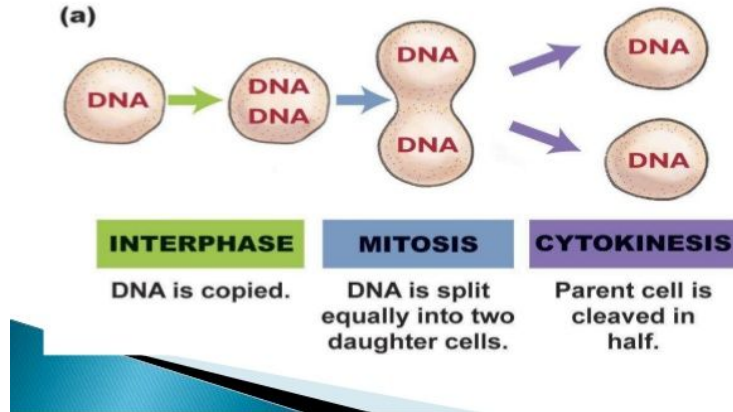 (a)
DNA
DNA
DNA
DNA
DNA
DNA
DNA
INTERPHASE
MITOSIS
CYTOKINESIS
DNA is copied.
DNA is split
equally into two
daughter cells.
Parent cell is
cleaved in
half.